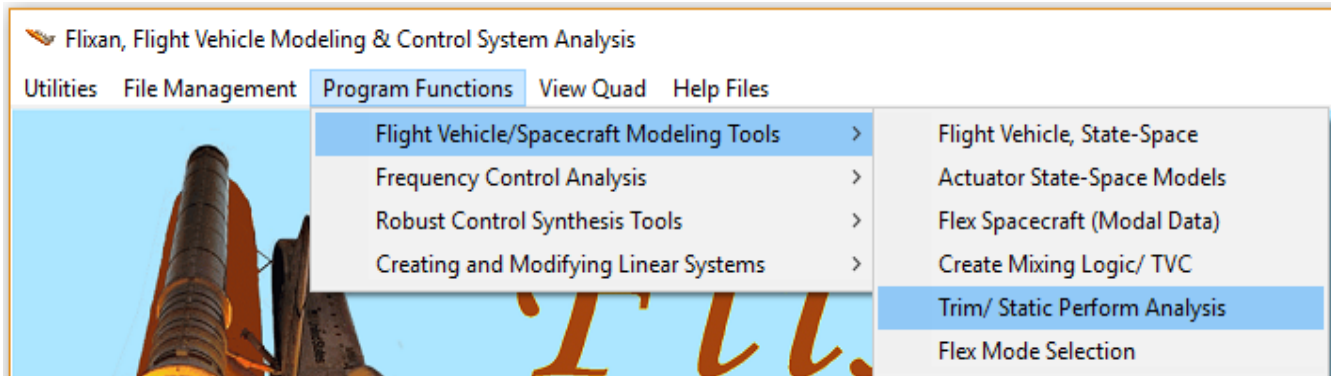 Flixan, Flight Vehicle Modeling & Control System Analysis
Utilities File Management Program Functions View Quad Help Files
Flight Vehicle/Spacecraft Modeling Tools >
Frequency Control Analysis >
Robust Control Synthesis Tools >
Creating and Modifying Linear Systems >
Flight Vehicle, State-Space
Actuator State-Space Models
Flex Spacecraft (Modal Data)
Create Mixing Logic/ TVC
Trim/ Static Perform Analysis
Flex Mode Selection